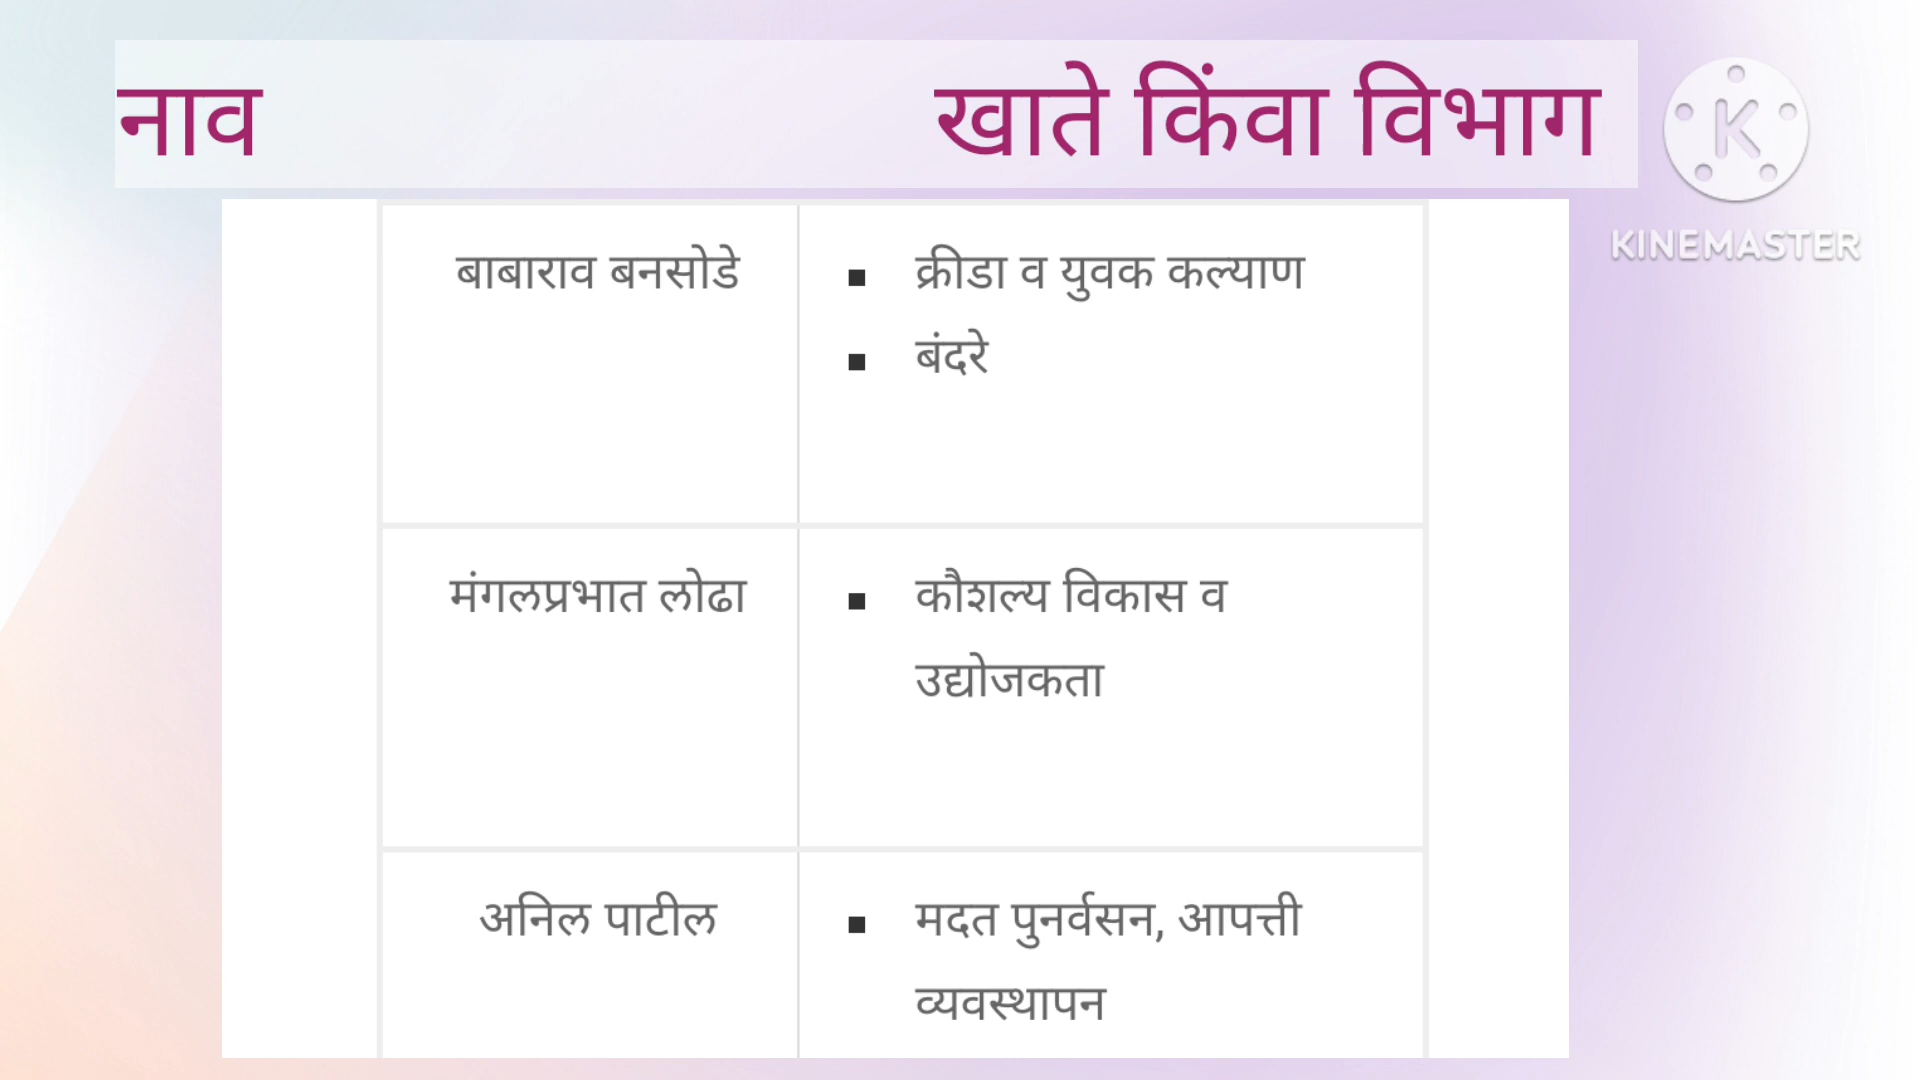 नाव खाते किंवा विभाग
KINEMASTER
बाबाराव बनसोडे ▪ क्रीडा व युवक कल्याण
▪ बंदरे
मंगलप्रभात लोढा ▪ कौशल्य विकास व
उद्योजकता
अनिल पाटील ▪ मदत पुनर्वसन, आपत्ती
व्यवस्थापन